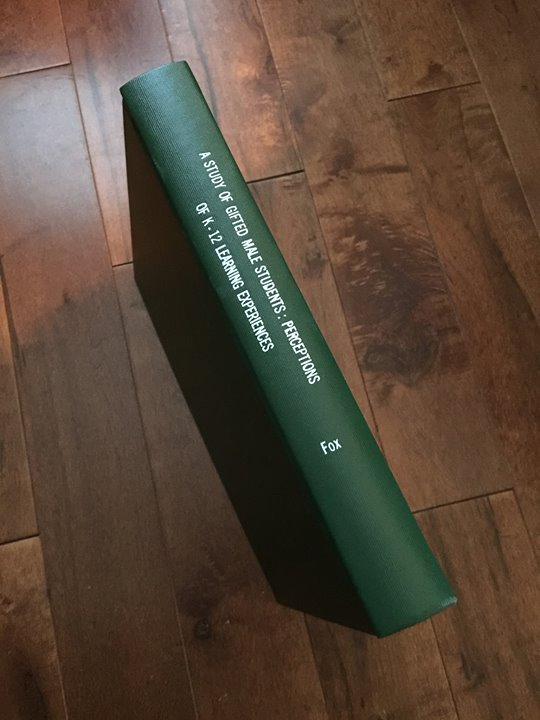 A STUDY OF GIFTED MALE STUDENTS: PERCEPTIONS
OF K-12 LEARNING EXPERIENCES
Fox